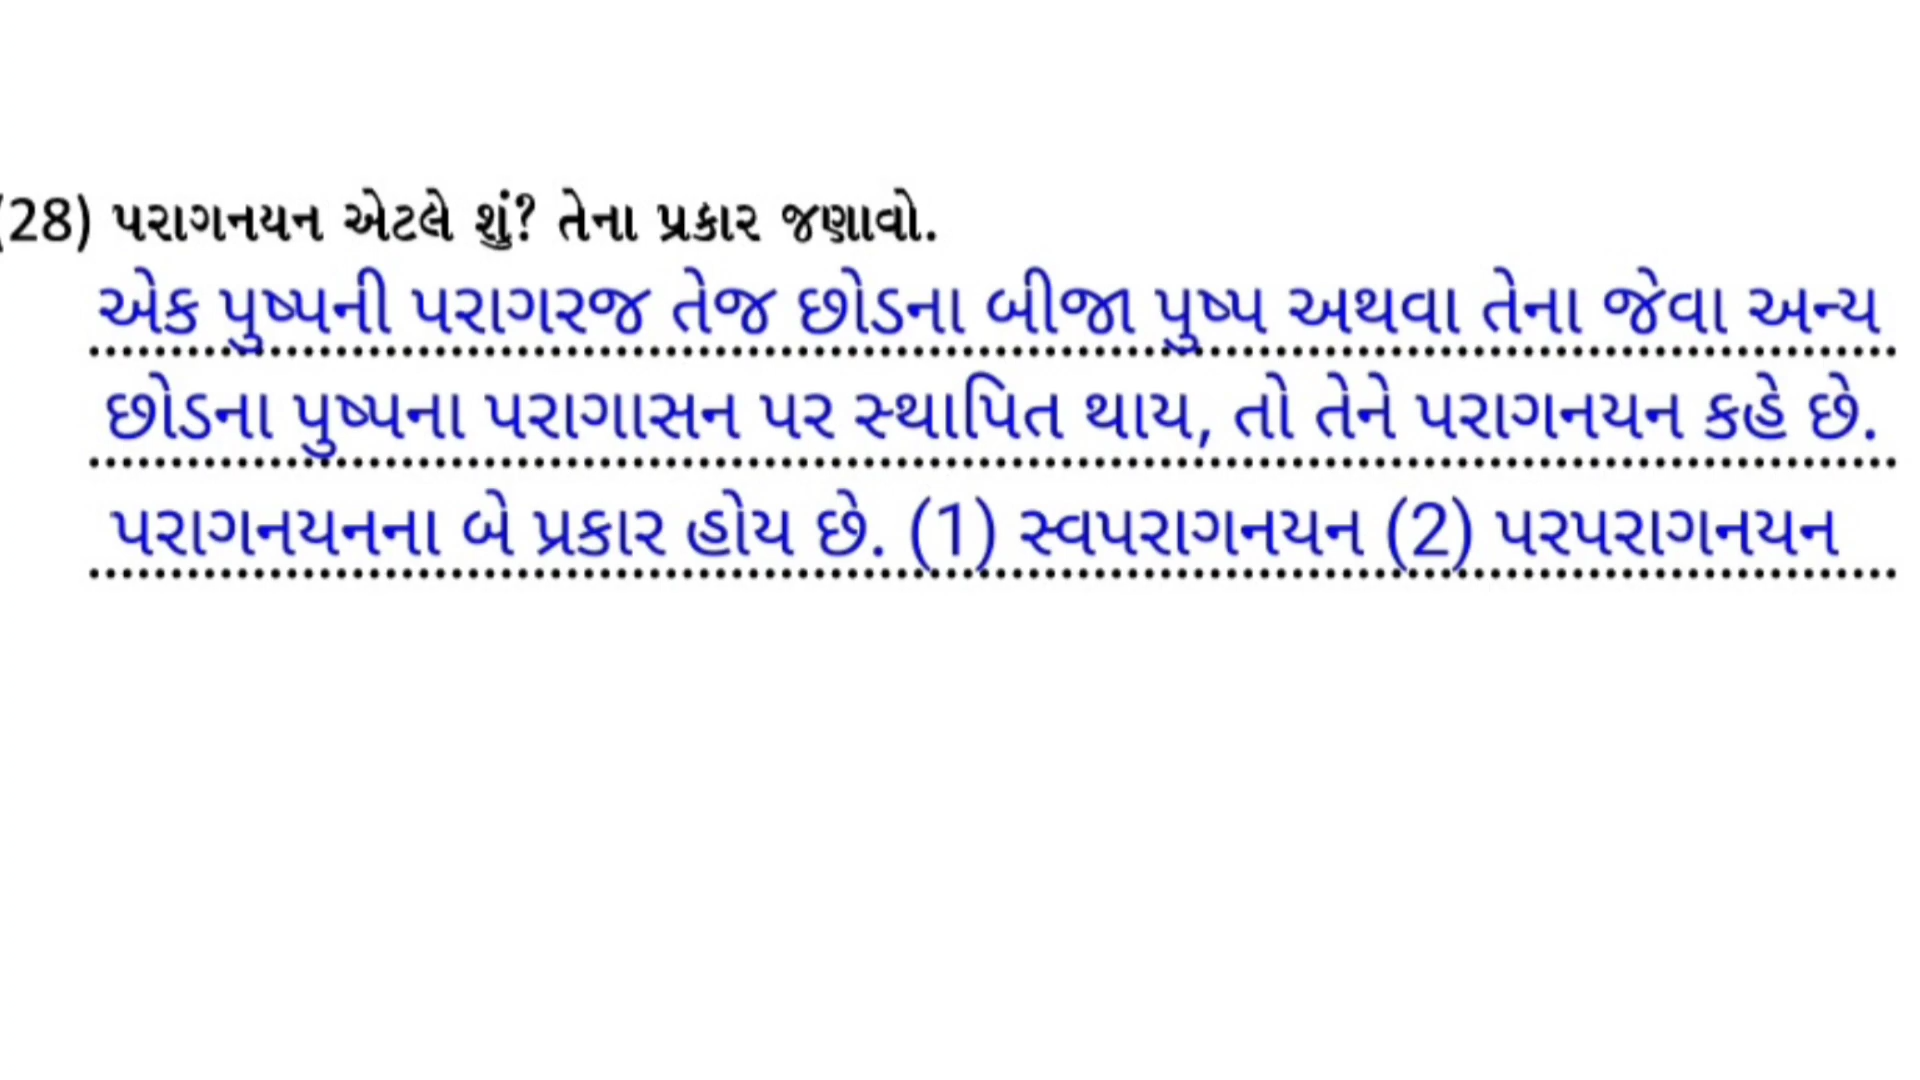 (28) પરાગનયન એટલે શું? તેના પ્રકાર જણાવો.
એક પુષ્પની પરાગરજ તેજ છોડના બીજા પુષ્પ અથવા તેના જેવા અન્ય
છોડના પુષ્પના પરાગાસન પર સ્થાપિત થાય, તો તેને પરાગનયન કહે છે.
પરાગનયનના બે પ્રકાર હોય છે. (1) સ્વપરાગનયન (2) પરપરાગનયન